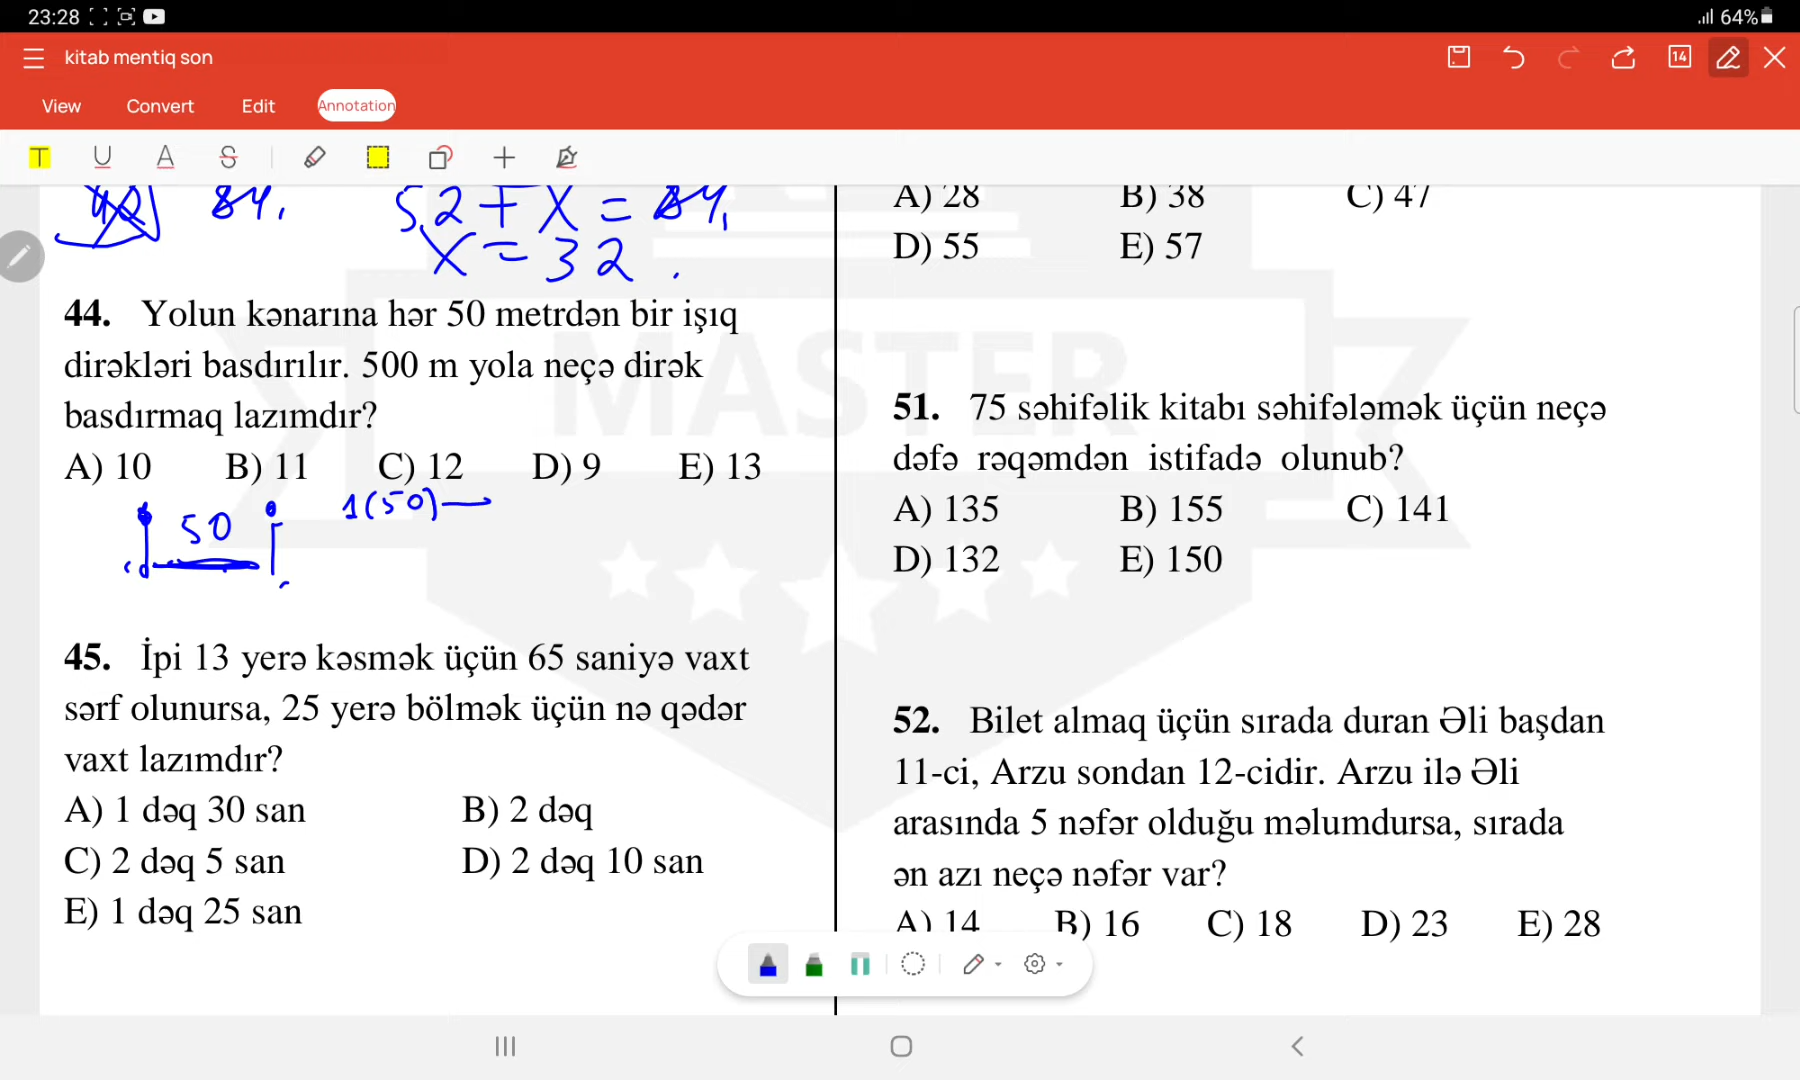 23:28
64%
kitab mentiq son
14
View Convert Edit Annotation
T U A S
84.
52 + X = 84.
X = 32.
44. Yolun kənarına hər 50 metrdən bir işıq
dirəkləri basdırılır. 500 m yola neçə dirək
basdırmaq lazımdır?
A) 10 B) 11 C) 12 D) 9 E) 13
50 1(50)
45. İpi 13 yerə kəsmək üçün 65 saniyə vaxt
sərf olunursa, 25 yerə bölmək üçün nə qədər
vaxt lazımdır?
A) 1 dəq 30 san B) 2 dəq
C) 2 dəq 5 san D) 2 dəq 10 san
E) 1 dəq 25 san
A) 28 B) 38 C) 47
D) 55 E) 57
MASTER
51. 75 səhifəlik kitabı səhifələmək üçün neçə
dəfə rəqəmdən istifadə olunub?
A) 135 B) 155 C) 141
D) 132 E) 150
52. Bilet almaq üçün sırada duran Əli başdan
11-ci, Arzu sondan 12-cidir. Arzu ilə Əli
arasında 5 nəfər olduğu məlumdursa, sırada
ən azı neçə nəfər var?
A) 14 B) 16 C) 18 D) 23 E) 28